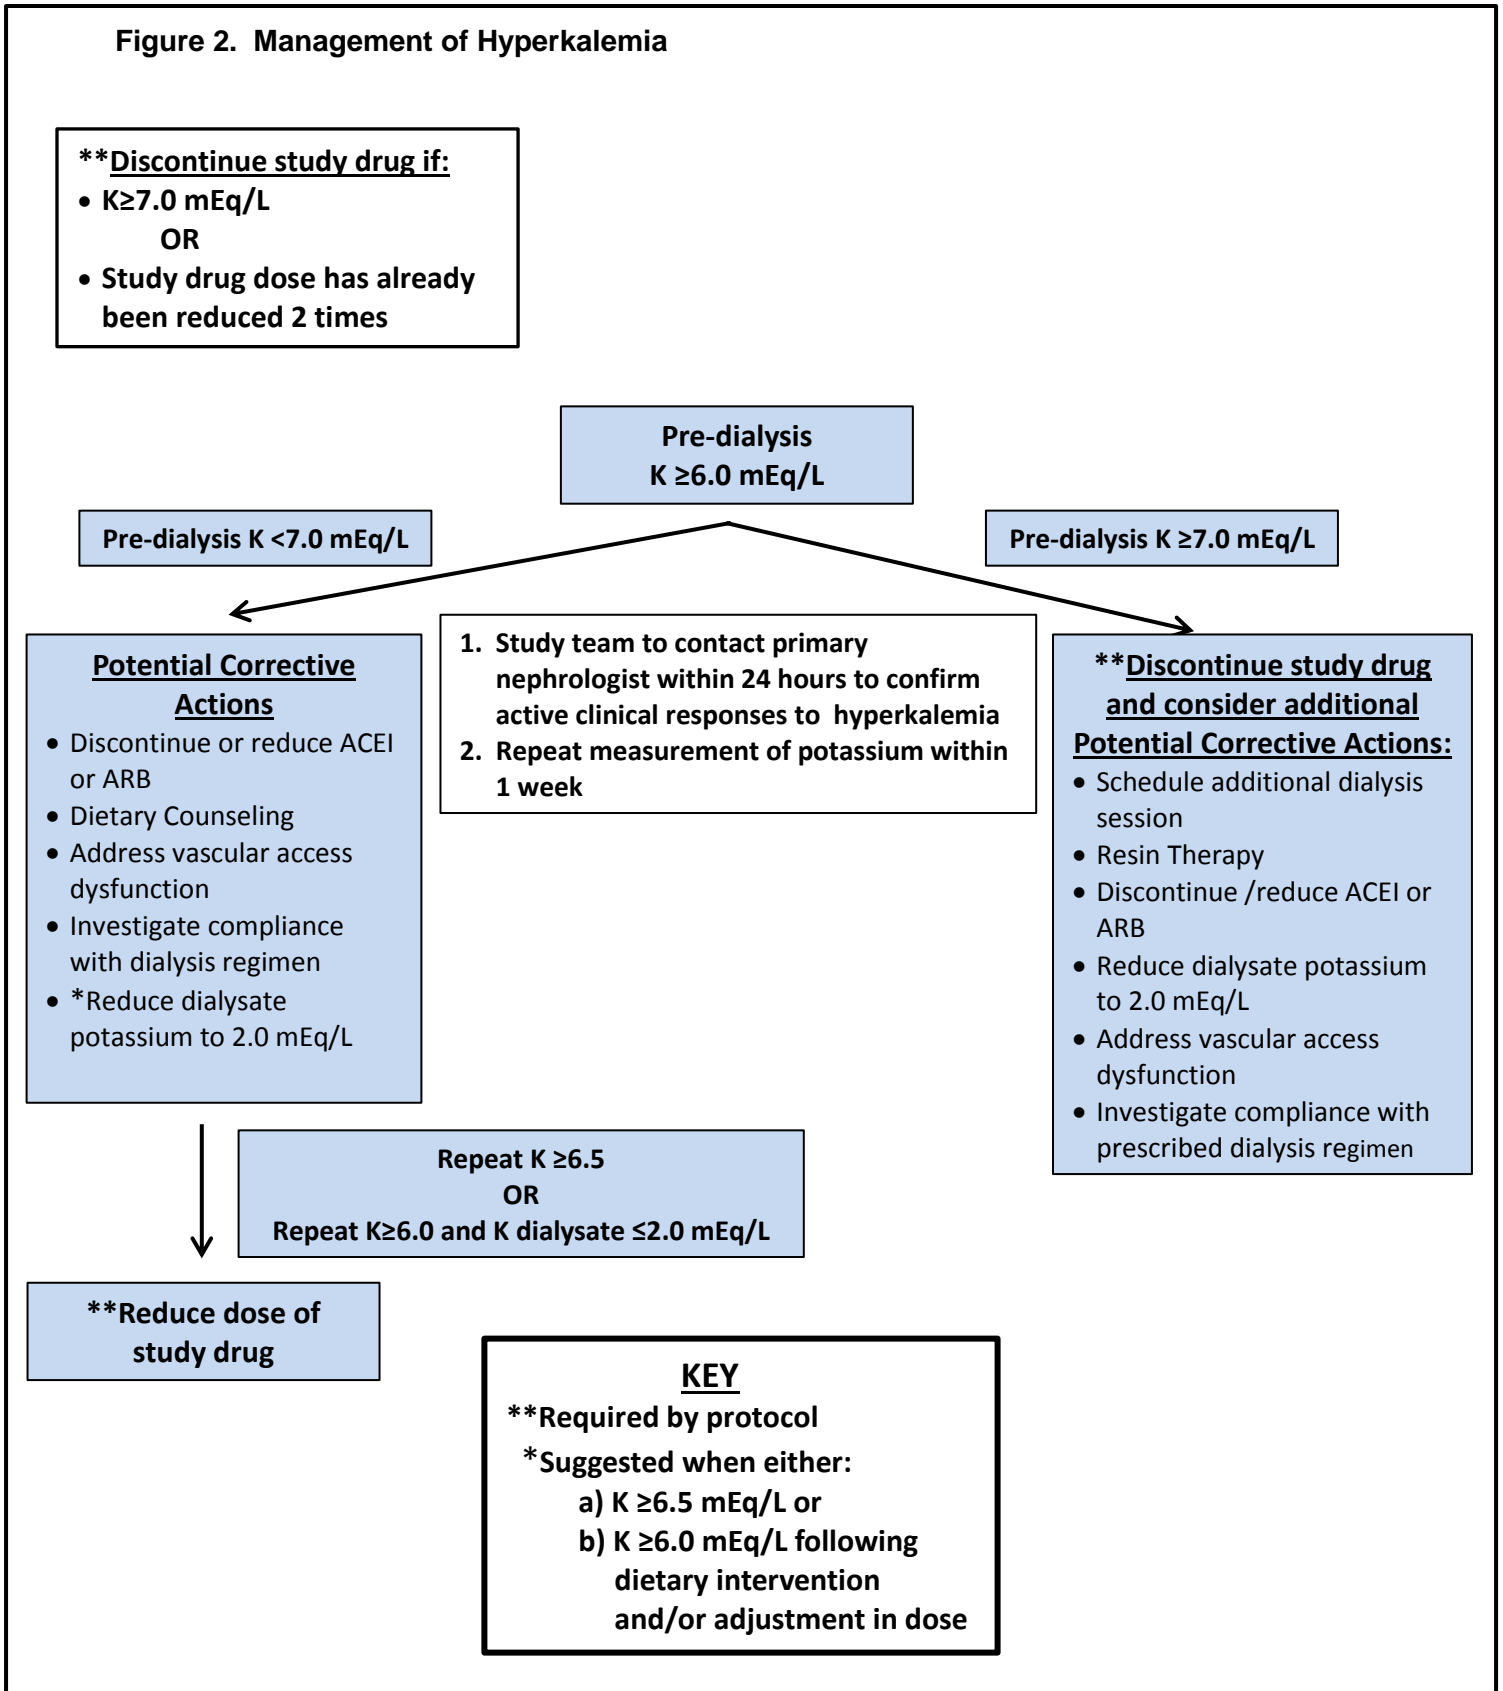 Figure 2.  Management of Hyperkalemia
**Discontinue study drug if:
• K≥7.0 mEq/L
OR
• Study drug dose has already
been reduced 2 times
Pre-dialysis
K ≥6.0 mEq/L
Pre-dialysis K <7.0 mEq/L
Pre-dialysis K ≥7.0 mEq/L
1. Study team to contact primary
nephrologist within 24 hours to confirm
active clinical responses to  hyperkalemia
2. Repeat measurement of potassium within
1 week
Potential Corrective
Actions
• Discontinue or reduce ACEI
or ARB
• Dietary Counseling
• Address vascular access
dysfunction
• Investigate compliance
with dialysis regimen
• *Reduce dialysate
potassium to 2.0 mEq/L
**Discontinue study drug
and consider additional
Potential Corrective Actions:
• Schedule additional dialysis
session
• Resin Therapy
• Discontinue /reduce ACEI or
ARB
• Reduce dialysate potassium
to 2.0 mEq/L
• Address vascular access
dysfunction
• Investigate compliance with
prescribed dialysis regimen
Repeat K ≥6.5
OR
Repeat K≥6.0 and K dialysate ≤2.0 mEq/L
**Reduce dose of
study drug
KEY
**Required by protocol
*Suggested when either:
a) K ≥6.5 mEq/L or
b) K ≥6.0 mEq/L following
dietary intervention
and/or adjustment in dose